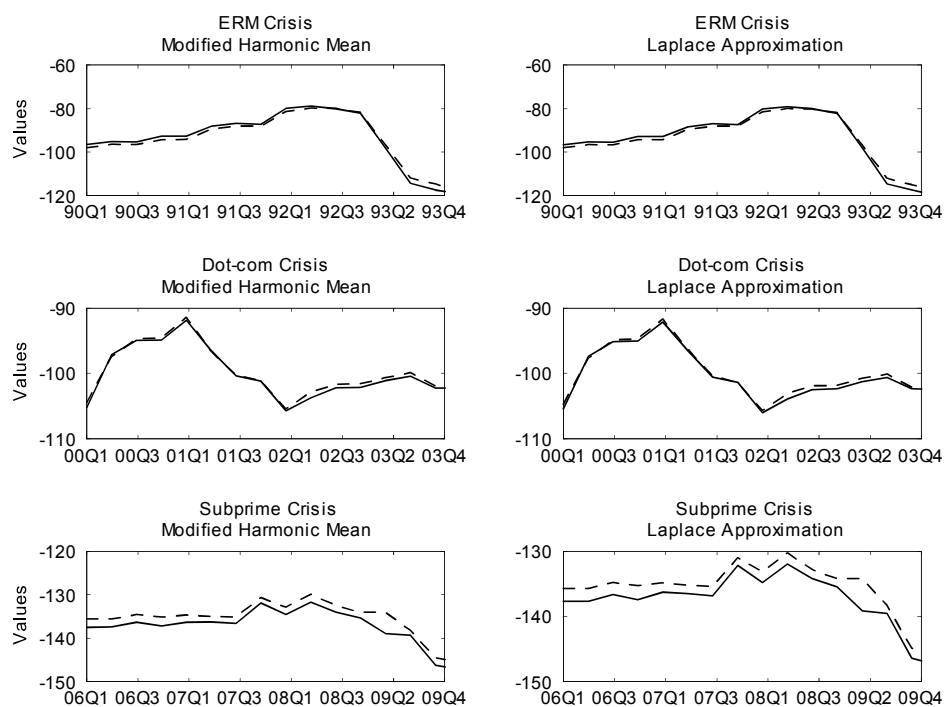 ERM Crisis
Modified Harmonic Mean
-60
-80
-100
-120
Values
90Q1 90Q3 91Q1 91Q3 92Q1 92Q3 93Q2 93Q4
ERM Crisis
Laplace Approximation
-60
-80
-100
-120
90Q1 90Q3 91Q1 91Q3 92Q1 92Q3 93Q2 93Q4
Dot-com Crisis
Modified Harmonic Mean
-90
-100
-110
Values
00Q1 00Q3 01Q1 01Q3 02Q1 02Q3 03Q2 03Q4
Dot-com Crisis
Laplace Approximation
-90
-100
-110
00Q1 00Q3 01Q1 01Q3 02Q1 02Q3 03Q2 03Q4
Subprime Crisis
Modified Harmonic Mean
-120
-130
-140
-150
Values
06Q1 06Q3 07Q1 07Q3 08Q1 08Q3 09Q2 09Q4
Subprime Crisis
Laplace Approximation
-130
-140
-150
06Q1 06Q3 07Q1 07Q3 08Q1 08Q3 09Q2 09Q4